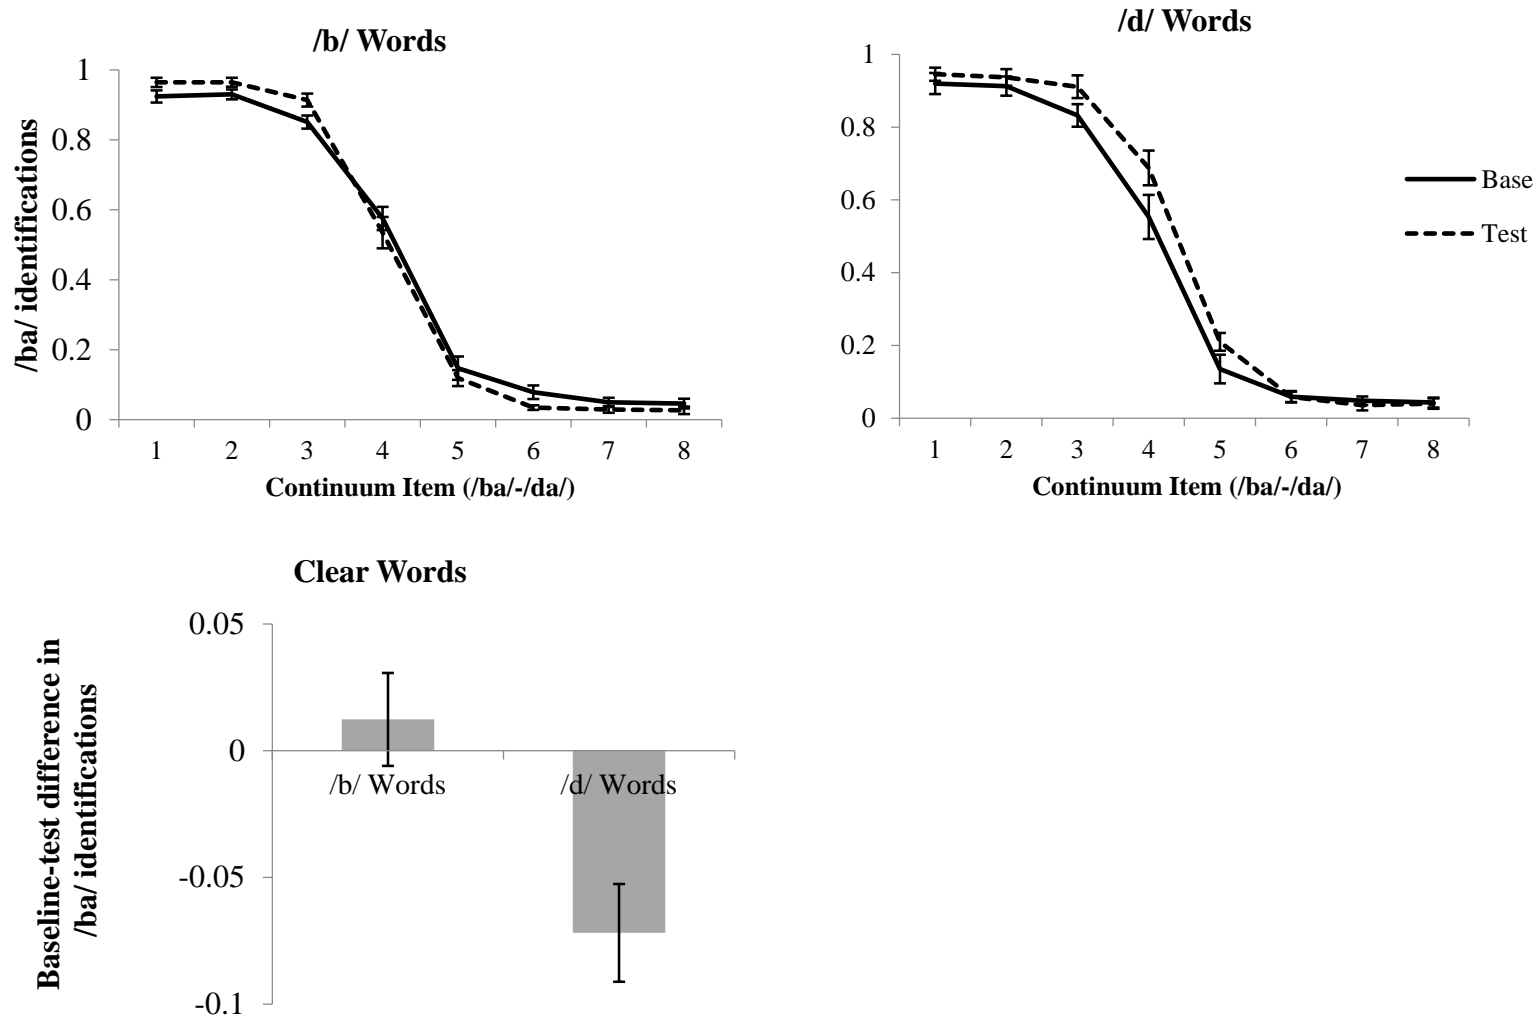 /b/ Words
/ba/ identifications
1
0.8
0.6
0.4
0.2
0
1 2 3 4 5 6 7 8
Continuum Item (/ba/-/da/)
/d/ Words
1
0.8
0.6
0.4
0.2
0
1 2 3 4 5 6 7 8
Continuum Item (/ba/-/da/)
Base
Test
Clear Words
Baseline-test difference in
/ba/ identifications
0.05
0
-0.05
-0.1
/b/ Words
/d/ Words